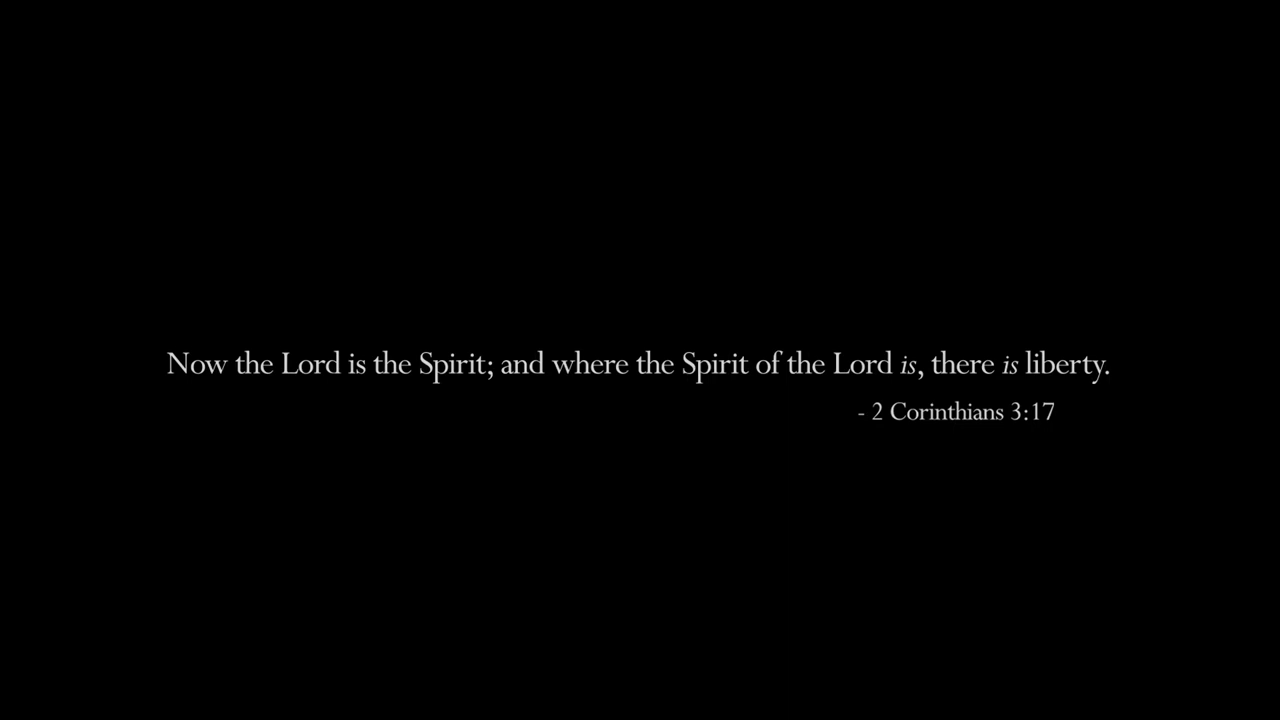 Now the Lord is the Spirit; and where the Spirit of the Lord is, there is liberty.
- 2 Corinthians 3:17